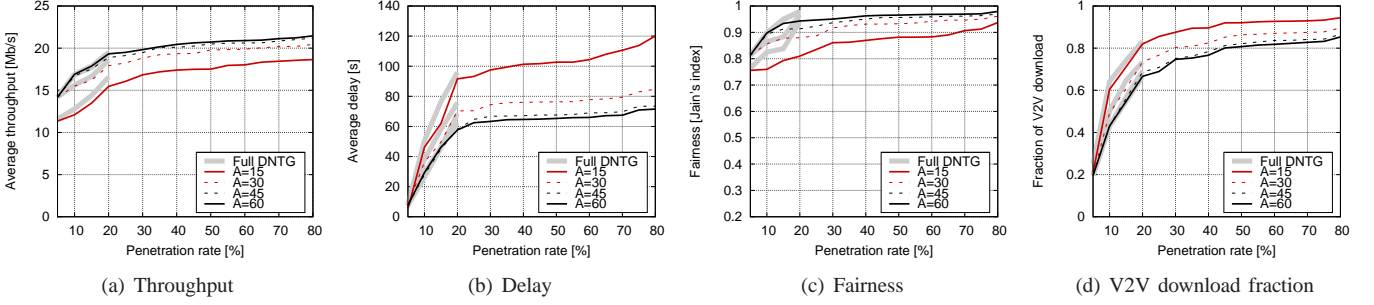 Average throughput [Mb/s]
25
20
15
10
5
0
10 20 30 40 50 60 70 80
Penetration rate [%]
Full DNTG
A=15
A=30
A=45
A=60
(a) Throughput
Average delay [s]
140
120
100
80
60
40
20
0
10 20 30 40 50 60 70 80
Penetration rate [%]
Full DNTG
A=15
A=30
A=45
A=60
(b) Delay
Fairness [Jain's index]
1
0.9
0.8
0.7
0.6
0.5
0.4
0.3
0.2
10 20 30 40 50 60 70 80
Penetration rate [%]
Full DNTG
A=15
A=30
A=45
A=60
(c) Fairness
Fraction of V2V download
1
0.8
0.6
0.4
0.2
0
10 20 30 40 50 60 70 80
Penetration rate [%]
Full DNTG
A=15
A=30
A=45
A=60
(d) V2V download fraction